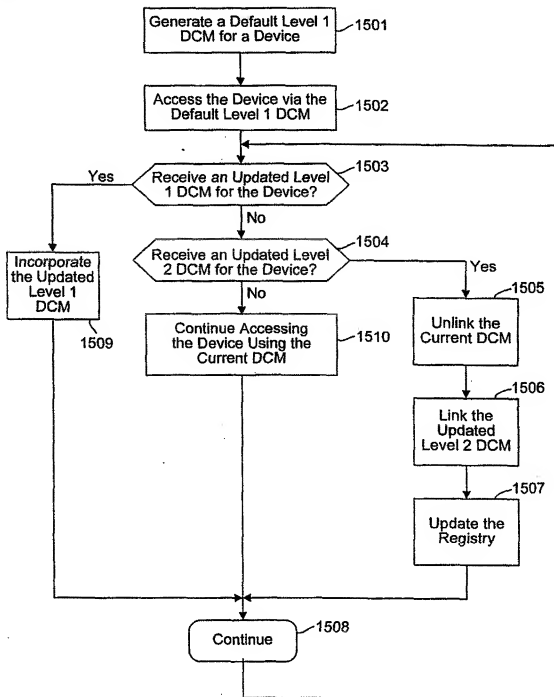 Generate a Default Level 1
DCM for a Device
1501
Access the Device via the
Default Level 1 DCM
1502
Receive an Updated Level
1 DCM for the Device?
1503
Yes
No
Receive an Updated Level
2 DCM for the Device?
1504
Yes
No
Incorporate
the Updated
Level 1
DCM
1509
Continue Accessing
the Device Using the
Current DCM
1510
Unlink the
Current DCM
1505
Link the
Updated
Level 2 DCM
1506
Update the
Registry
1507
Continue
1508